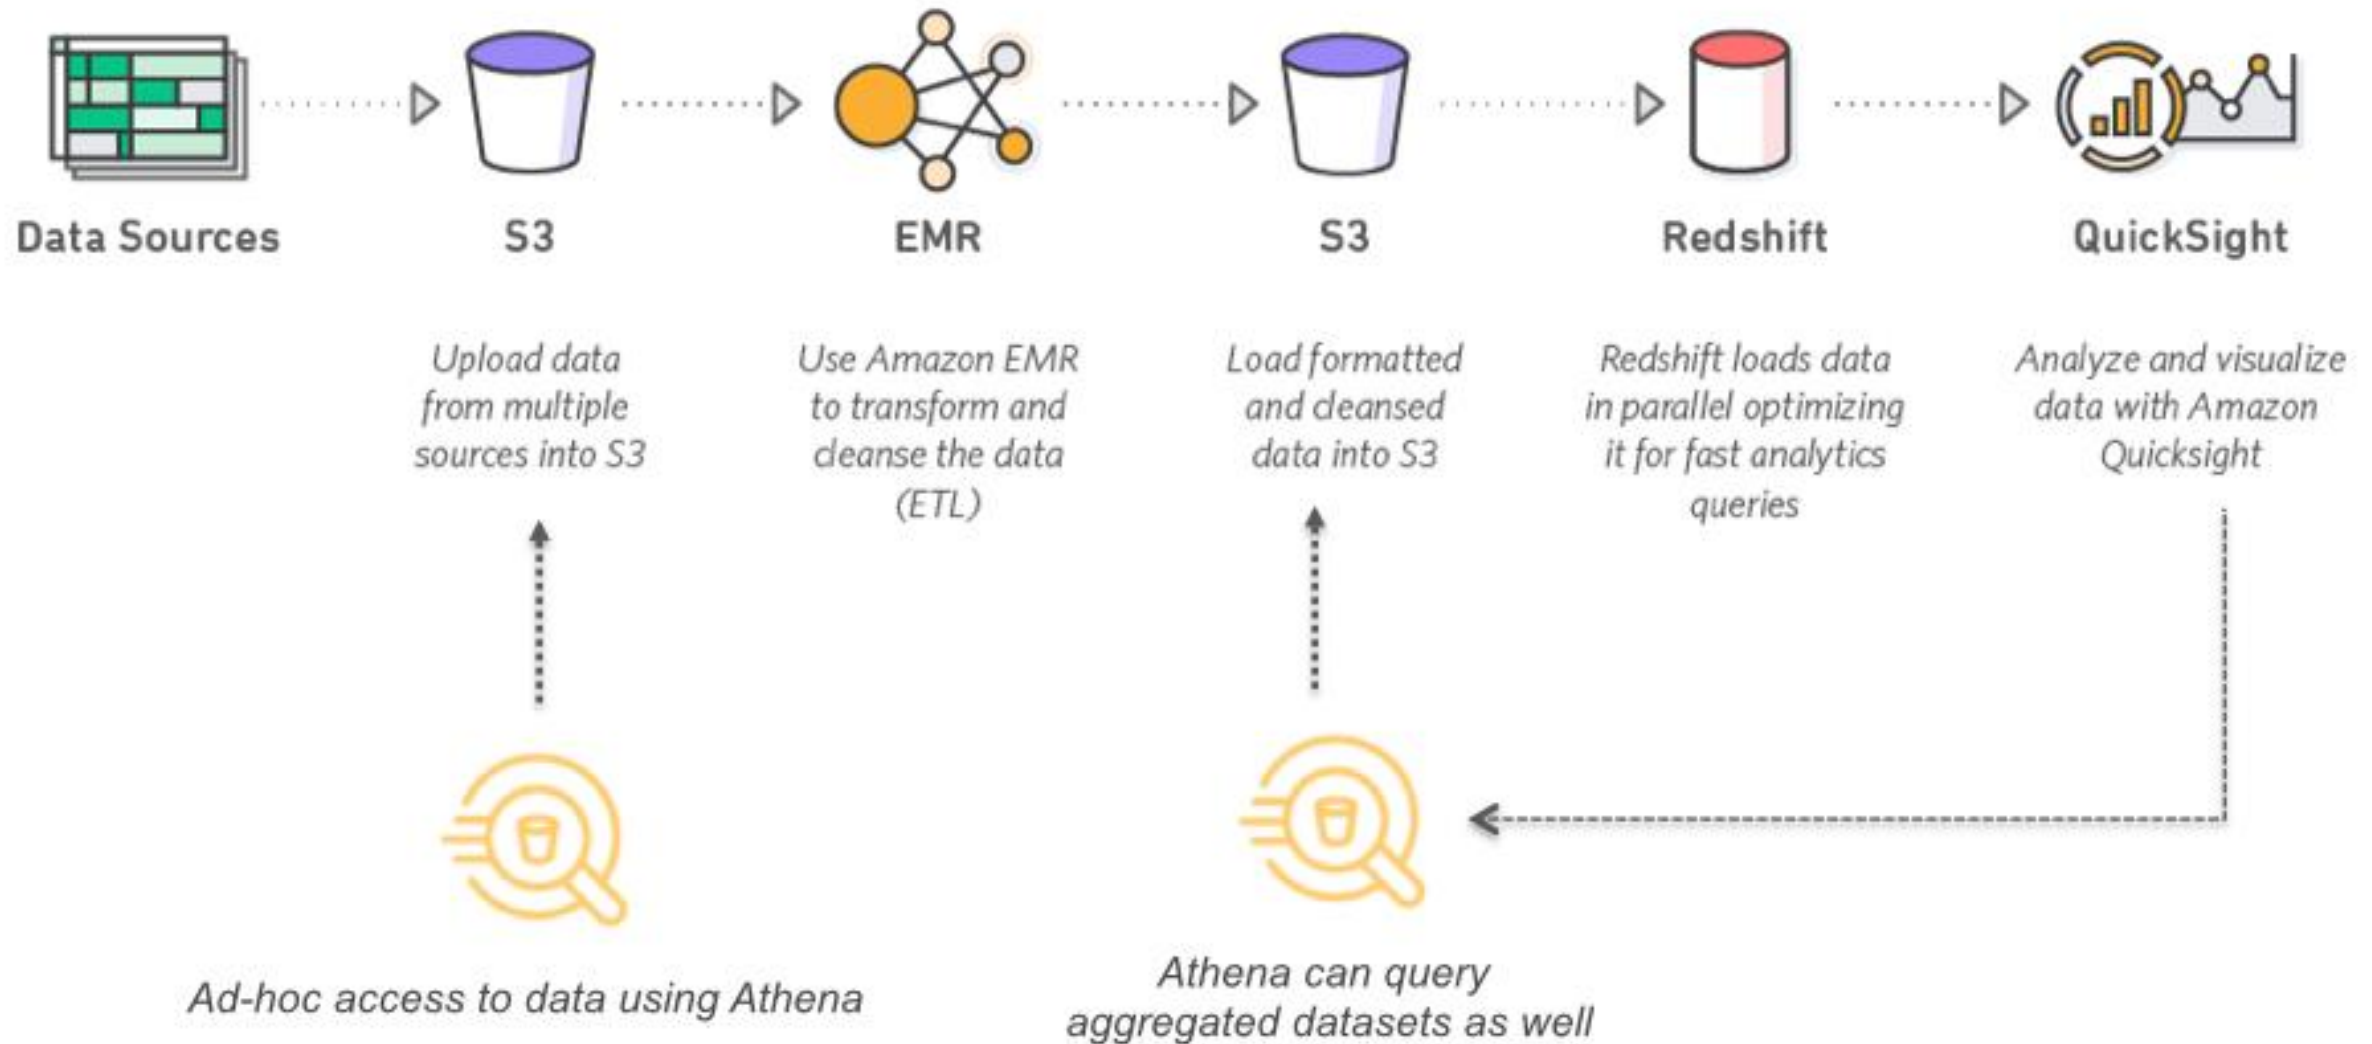 Data Sources
S3
EMR
S3
Redshift
QuickSight
Upload data
from multiple
sources into S3
Use Amazon EMR
to transform and
cleanse the data
(ETL)
Load formatted
and cleansed
data into S3
Redshift loads data
in parallel optimizing
it for fast analytics
queries
Analyze and visualize
data with Amazon
Quicksight
Ad-hoc access to data using Athena
Athena can query
aggregated datasets as well